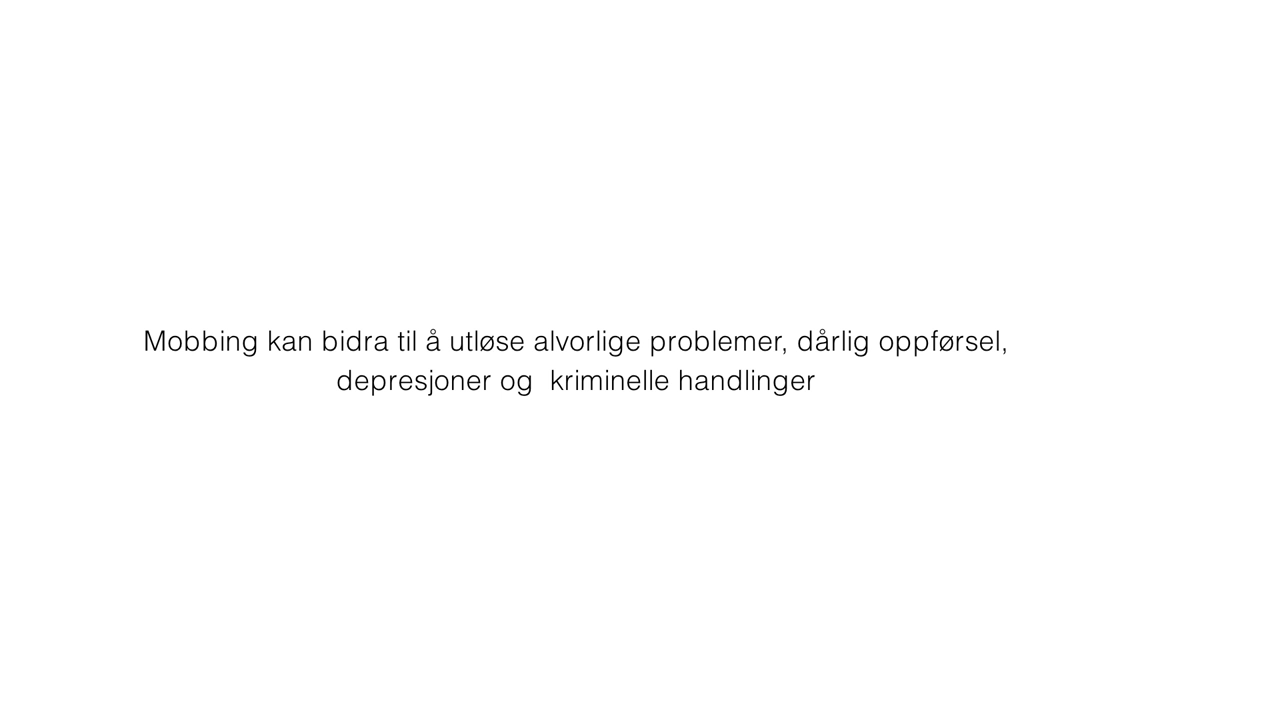 Mobbing kan bidra til å utløse alvorlige problemer, dårlig oppførsel,
depresjoner og  kriminelle handlinger